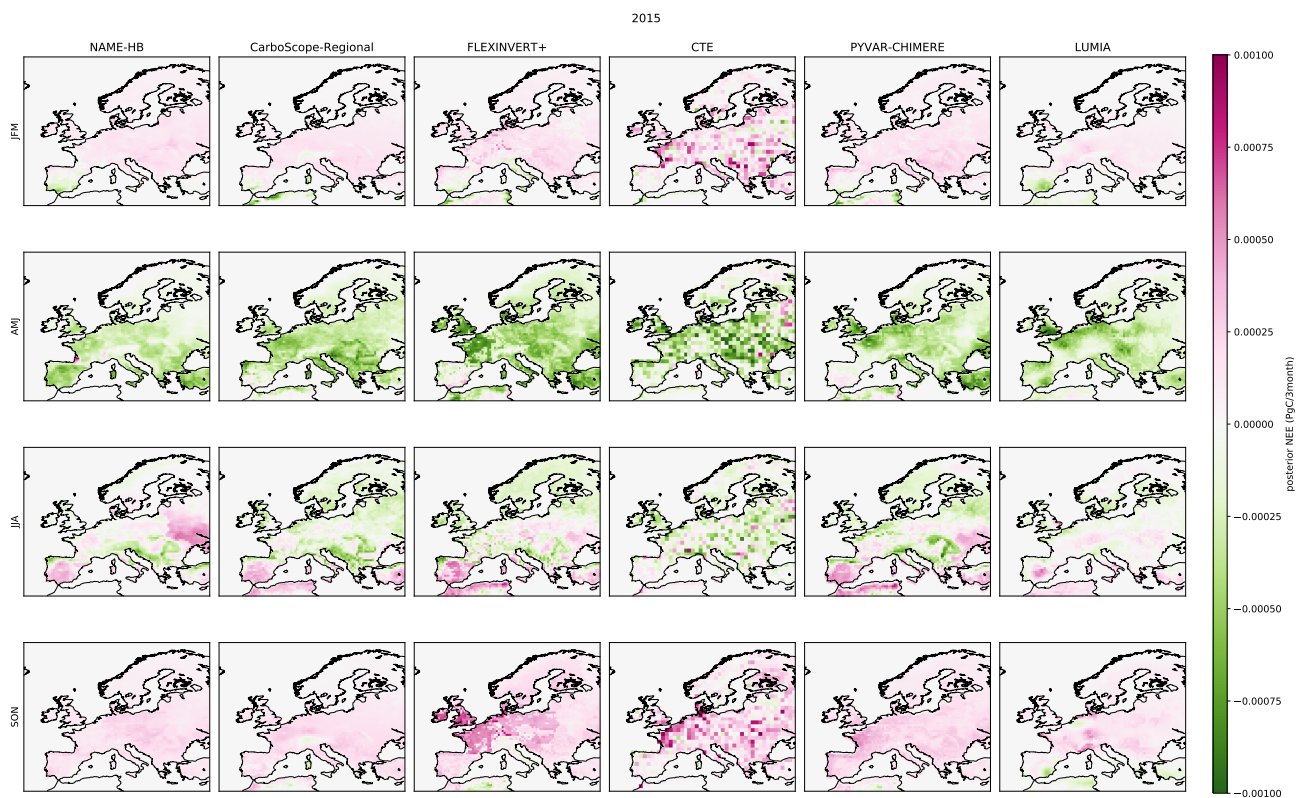 2015
NAME-HB CarboScope-Regional FLEXINVERT+ CTE PYVAR-CHIMERE LUMIA
JFM
AMJ
JJA
SON
0.00100
0.00075
0.00050
0.00025
0.00000
−0.00025
−0.00050
−0.00075
−0.00100
posterior NEE (PgC/3month)